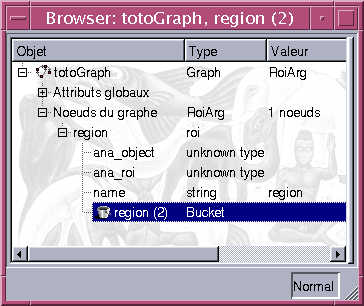 Browser: totoGraph, region (2)
Objet Type Valeur
totoGraph Graph RoiArg
Attributs globaux
Noeuds du graphe RoiArg 1 noeuds
region roi
ana_object unknown type
ana_roi unknown type
name string region
region (2) Bucket
Normal